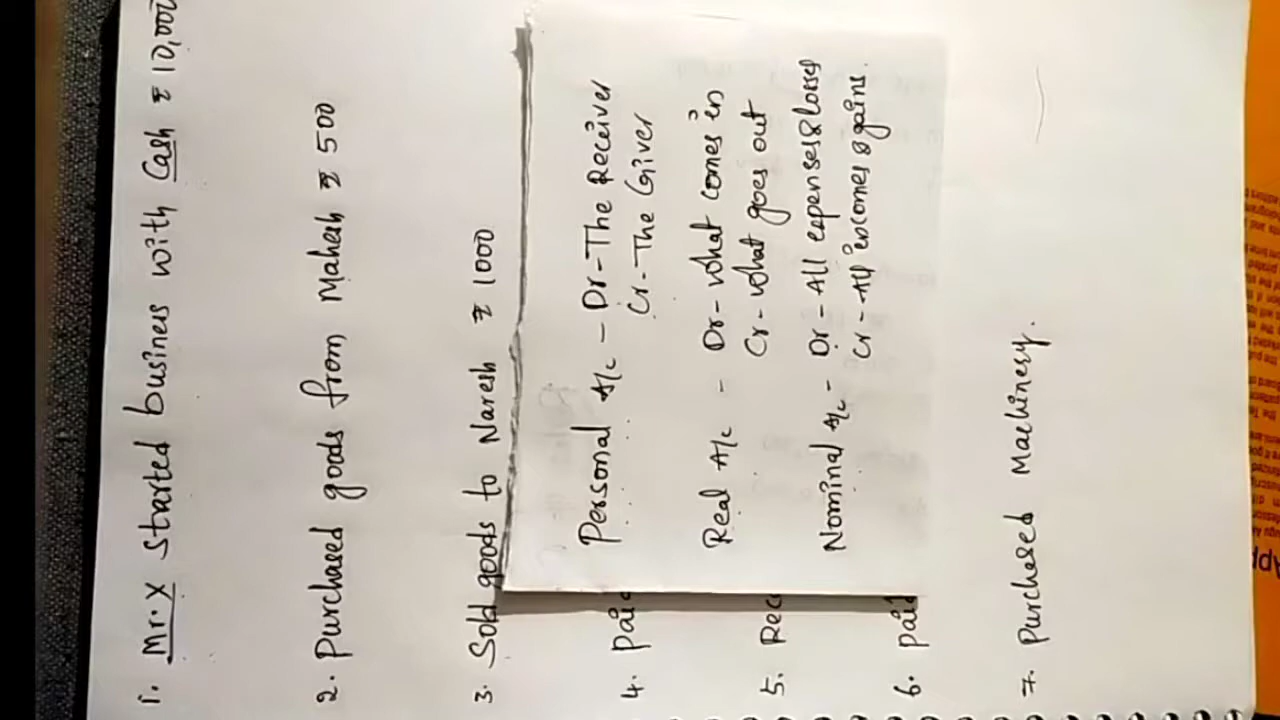 1. Mr. X started business with Cash ₹ 10,000
2. Purchased goods from Mahesh ₹ 500
3. Sold goods to Naresh ₹ 1000
Personal A/c - Dr - The Receiver
Cr - The Giver
Real A/c - Dr - what comes in
Cr - what goes out
Nominal A/c - Dr - All expenses & losses
Cr - All incomes & gains.
4. paid
5. Rec
6. paid
7. Purchased Machinery.